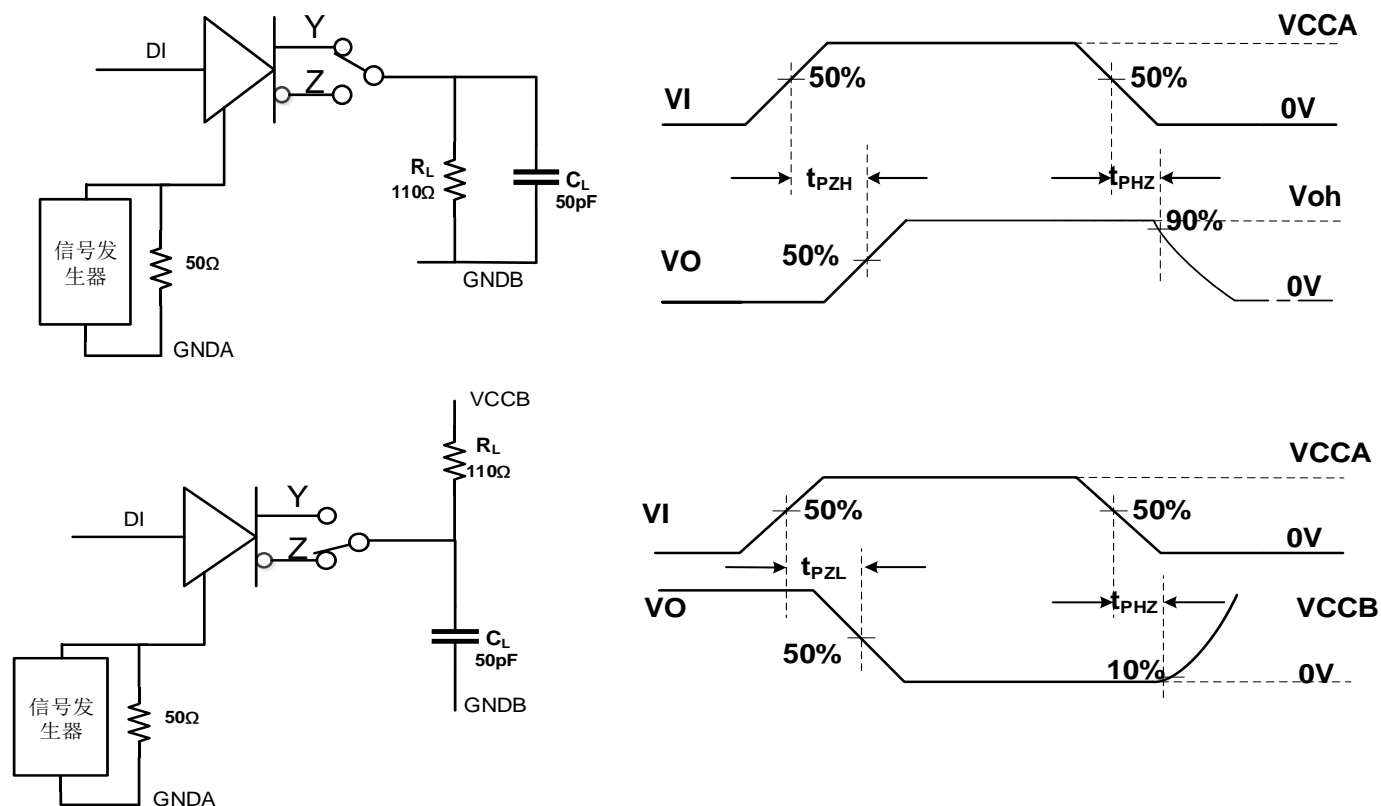 Y
DI
Z
RL
110Ω
CL
50pF
信号发
生器
50Ω
GNDB
GNDA
VCCA
50%
50%
VI
0V
tPZH
tPHZ
Voh
90%
50%
VO
0V
VCCB
RL
110Ω
Y
DI
Z
CL
50pF
信号发
生器
50Ω
GNDB
GNDA
VCCA
50%
50%
VI
0V
tPZL
VO
tPHZ
VCCB
50%
10%
0V